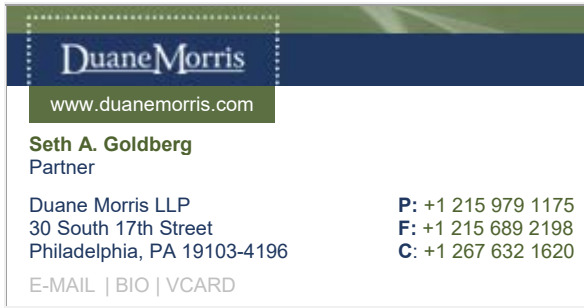 DuaneMorris
www.duanemorris.com
Seth A. Goldberg
Partner
Duane Morris LLP
30 South 17th Street
Philadelphia, PA 19103-4196
P: +1 215 979 1175
F: +1 215 689 2198
C: +1 267 632 1620
E-MAIL | BIO | VCARD